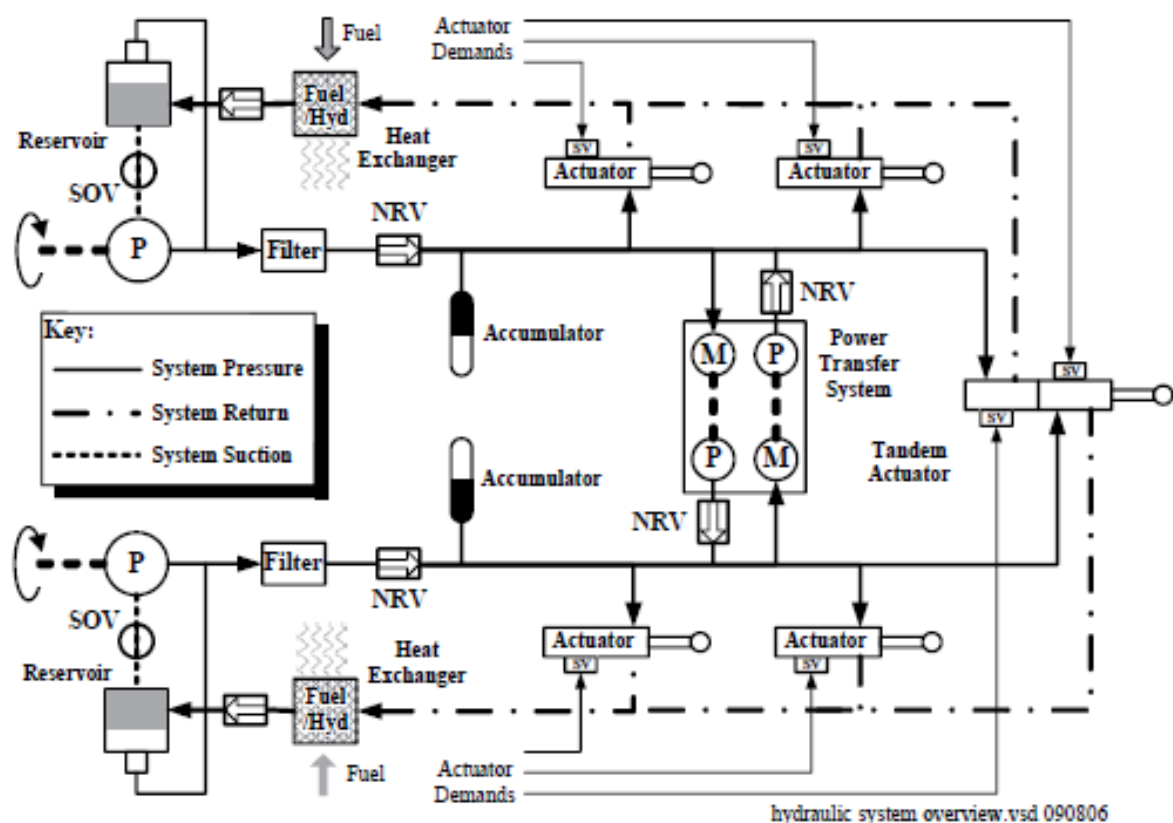 Fuel
Actuator
Demands
Fuel
/Hyd
Heat
Exchanger
Reservoir
SOV
SV
Actuator
SV
Actuator
P
Filter
NRV
NRV
Key:
System Pressure
System Return
System Suction
Accumulator
M
P
Power
Transfer
System
SV
SV
Accumulator
P
M
Tandem
Actuator
NRV
P
Filter
NRV
SOV
Reservoir
Heat
Exchanger
Actuator
SV
Actuator
SV
Fuel
/Hyd
Fuel
Actuator
Demands
hydraulic system overview.vsd 090806